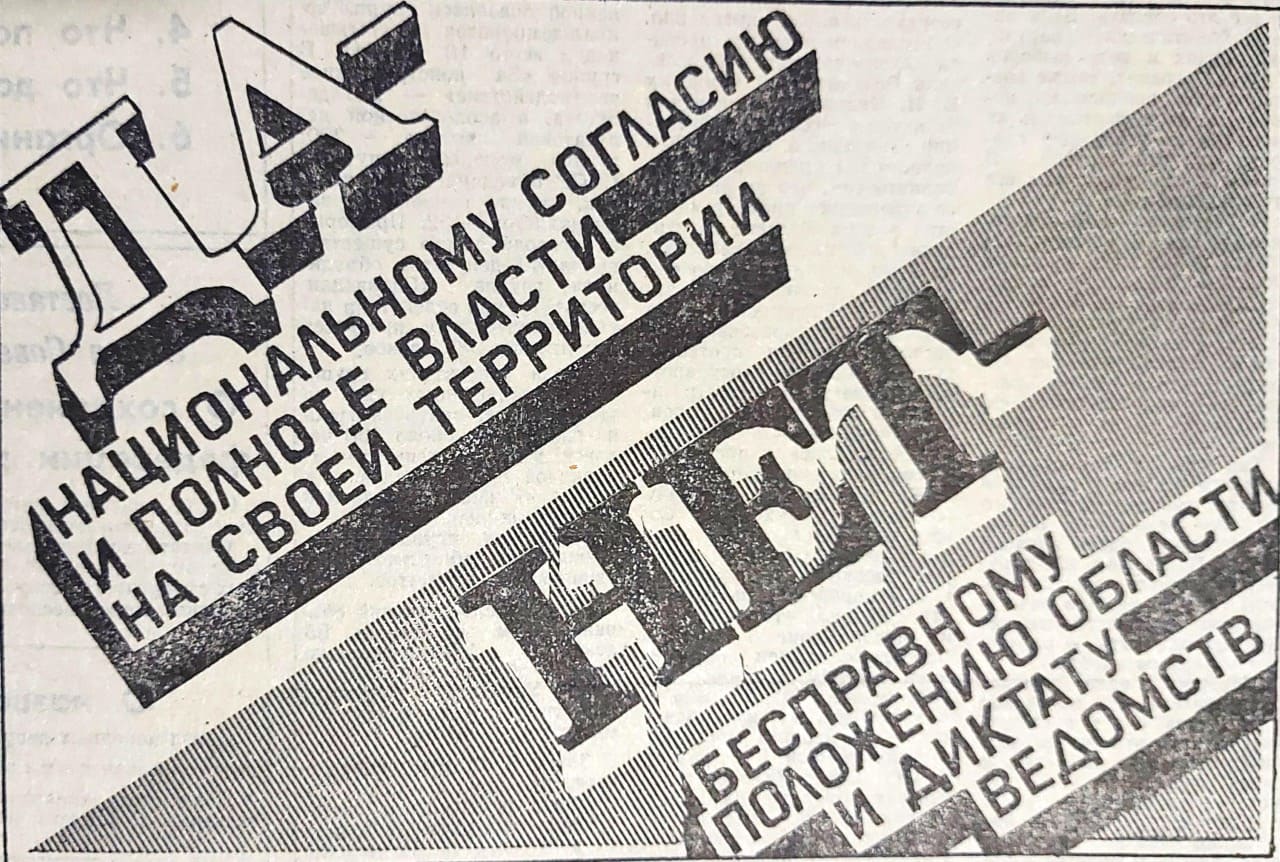 ДА
НАЦИОНАЛЬНОМУ СОГЛАСИЮ
И ПОЛНОТЕ ВЛАСТИ
НА СВОЕЙ ТЕРРИТОРИИ
НЕТ
БЕСПРАВНОМУ
ПОЛОЖЕНИЮ ОБЛАСТИ
И ДИКТАТУ
ВЕДОМСТВ